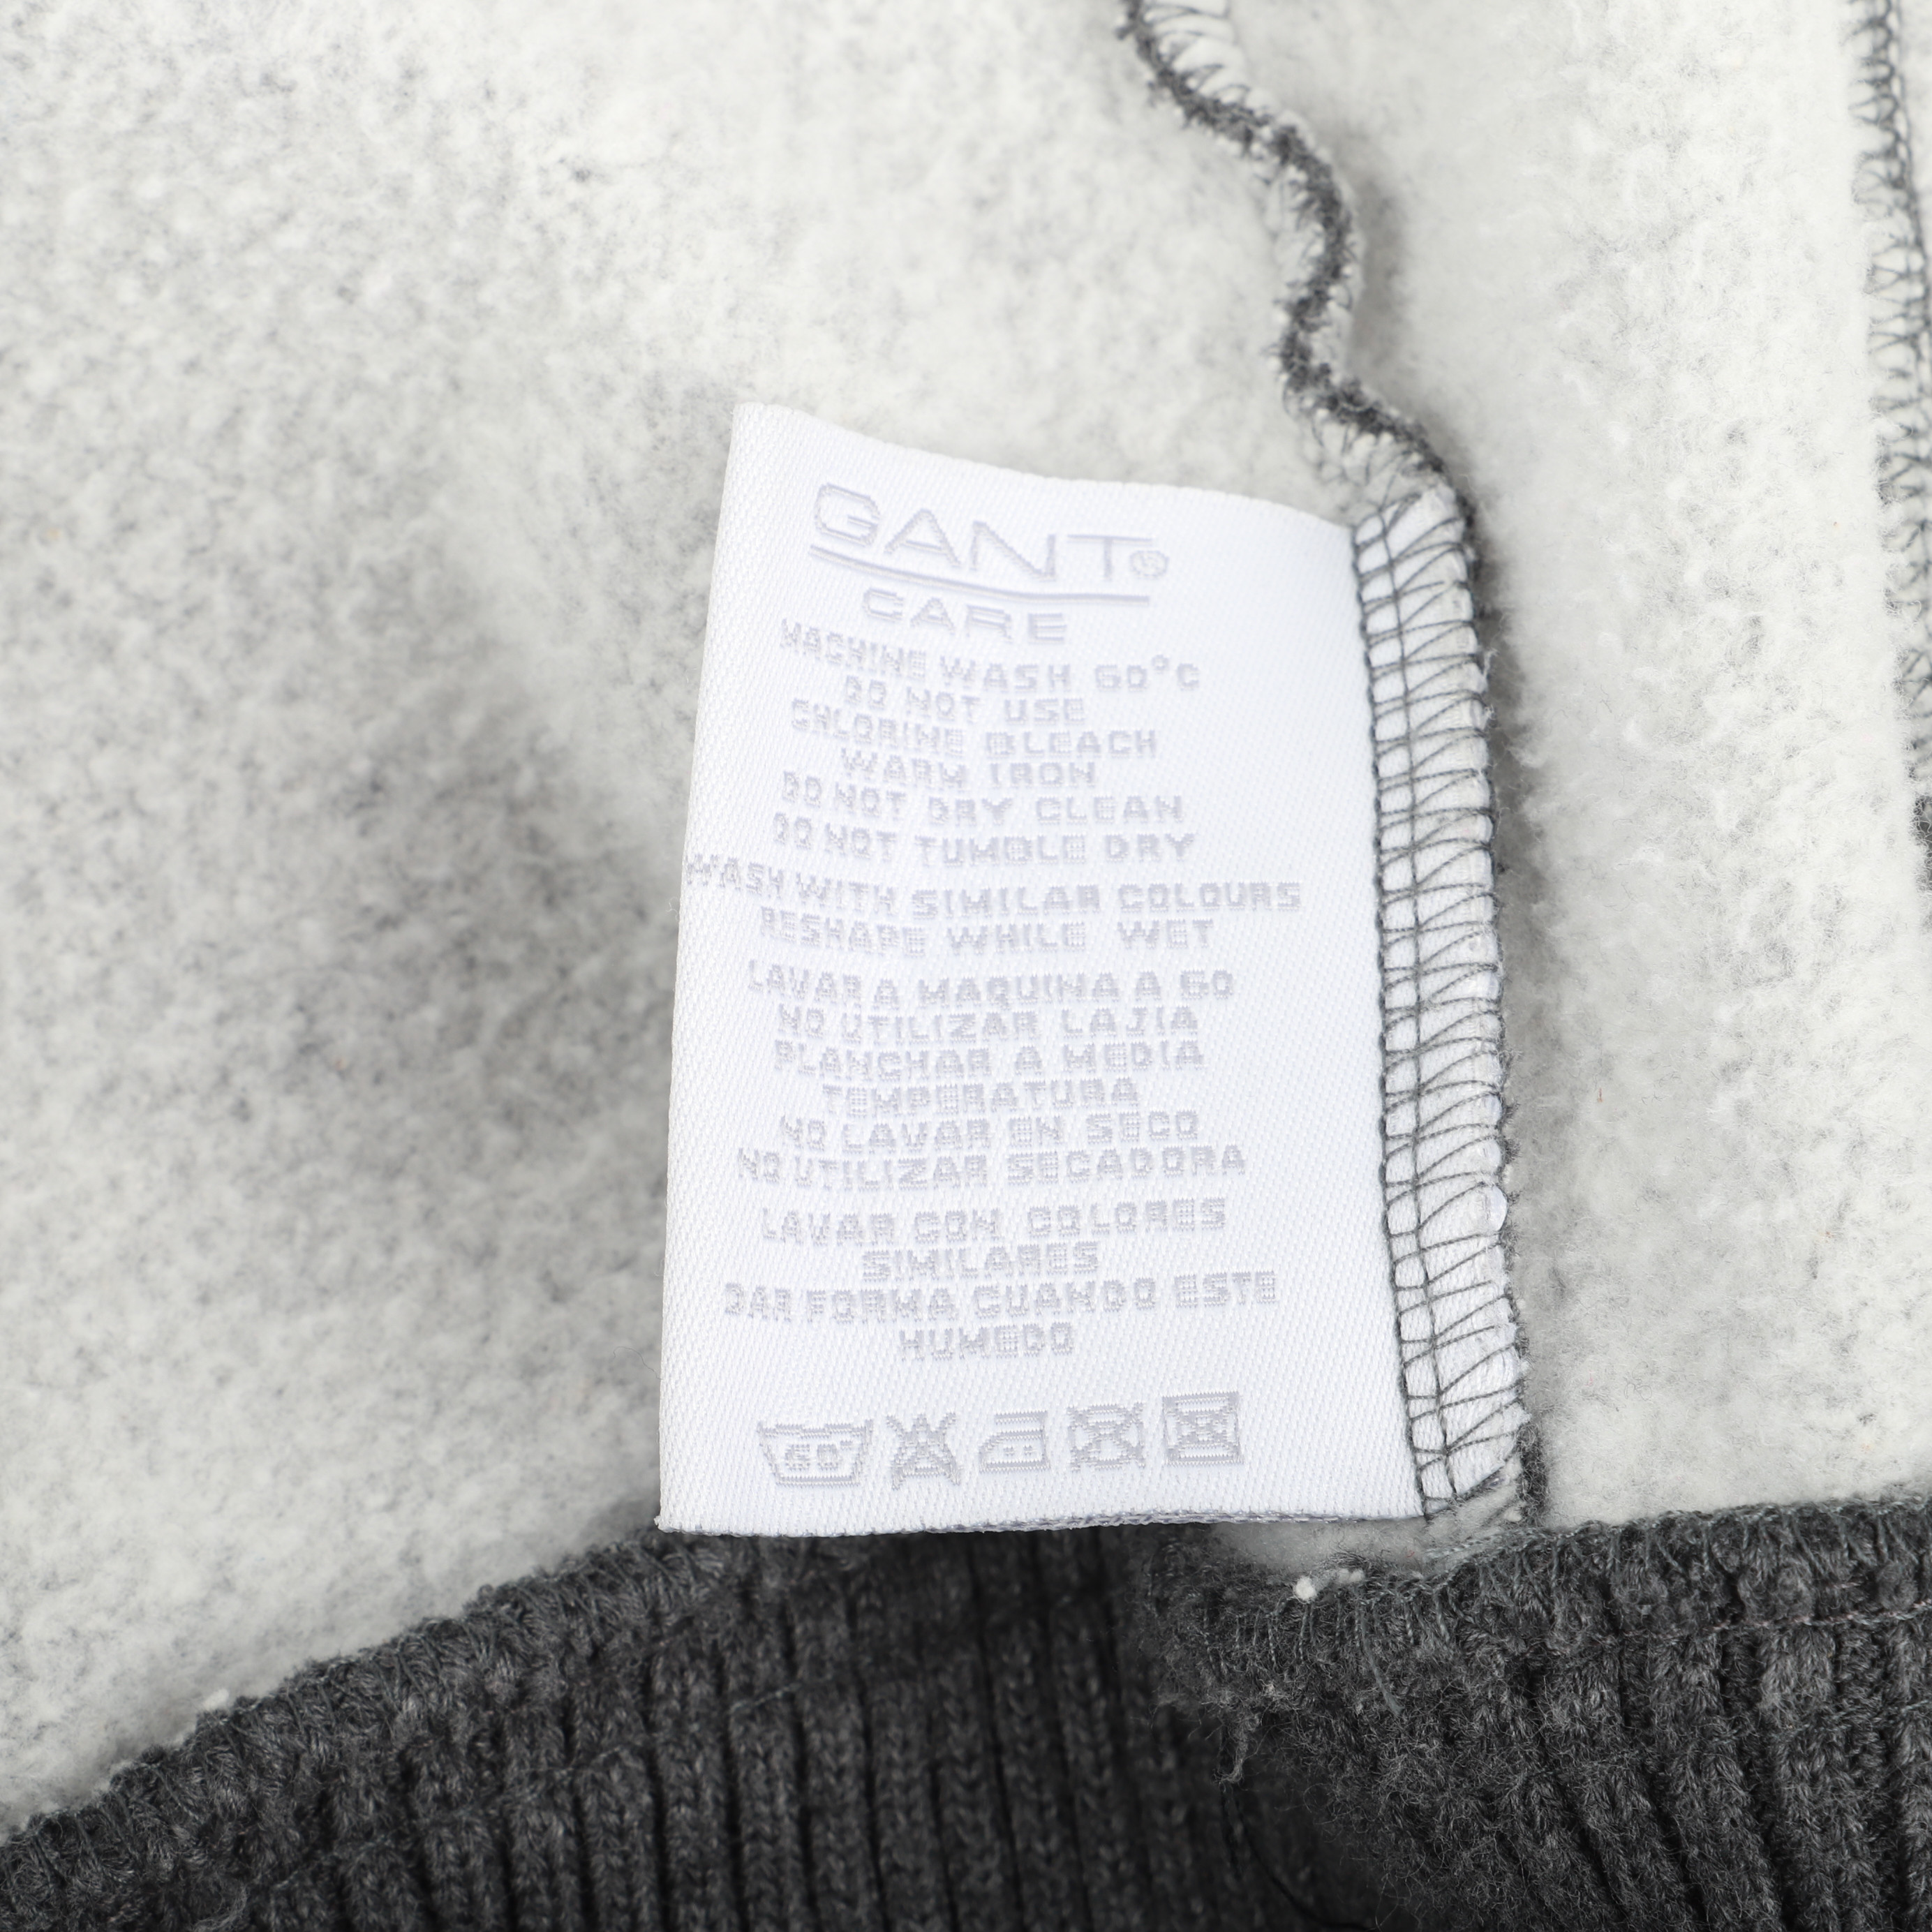 GANT®
CARE
MACHINE WASH 60°C
DO NOT USE
CHLORINE BLEACH
WARM IRON
DO NOT DRY CLEAN
DO NOT TUMBLE DRY
WASH WITH SIMILAR COLOURS
RESHAPE WHILE WET
LAVAR A MAQUINA A 60
NO UTILIZAR LAJIA
PLANCHAR A MEDIA
TEMPERATURA
NO LAVAR EN SECO
NO UTILIZAR SECADORA
LAVAR CON COLORES
SIMILARES
DAR FORMA CUANDO ESTE
HUMEDO
60°